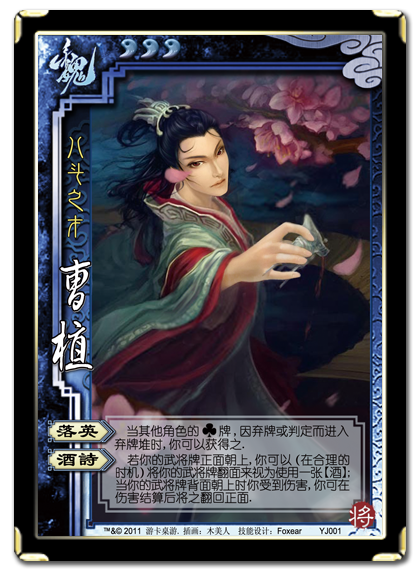 魏
八斗之才
曹植
落英
当其他角色的♣牌，因弃牌或判定而进入
弃牌堆时，你可以获得之．
酒詩
若你的武将牌正面朝上，你可以（在合理的
时机）将你的武将牌翻面来视为使用一张【酒】；
当你的武将牌背面朝上时你受到伤害，你可在
伤害结算后将之翻回正面．
™&© 2011 游卡桌游． 插画：木美人 技能设计：Foxear YJ001
将